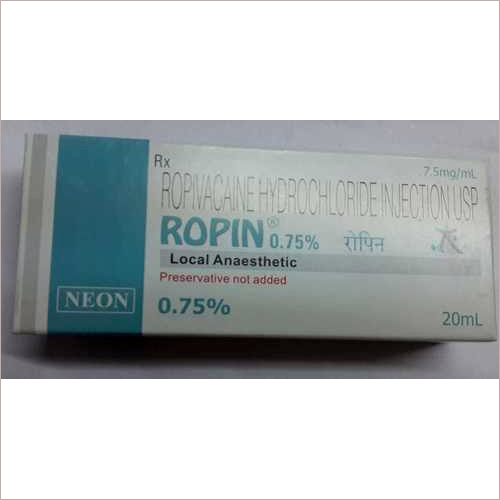 Rx
7.5mg/mL
ROPIVACAINE HYDROCHLORIDE INJECTION USP
ROPIN® 0.75% रोपिन
Local Anaesthetic
Preservative not added
NEON
0.75%
20mL